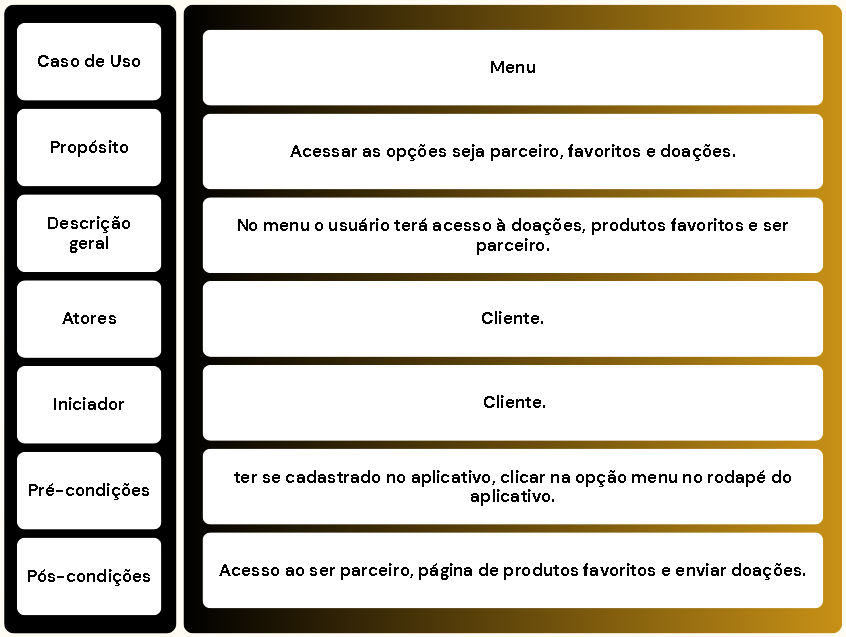 Caso de Uso
Menu
Propósito
Acessar as opções seja parceiro, favoritos e doações.
Descrição
geral
No menu o usuário terá acesso à doações, produtos favoritos e ser
parceiro.
Atores
Cliente.
Iniciador
Cliente.
Pré-condições
ter se cadastrado no aplicativo, clicar na opção menu no rodapé do
aplicativo.
Pós-condições
Acesso ao ser parceiro, página de produtos favoritos e enviar doações.